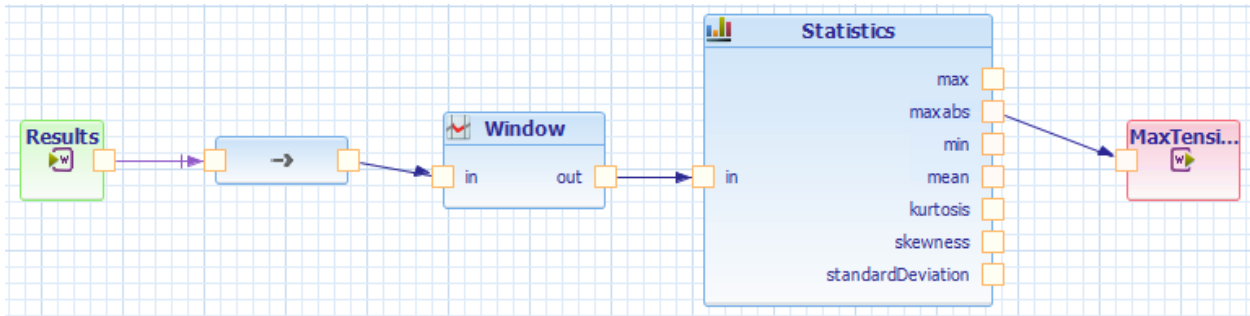 Results
Window
in out
Statistics
in
max
maxabs
min
mean
kurtosis
skewness
standardDeviation
MaxTensi...